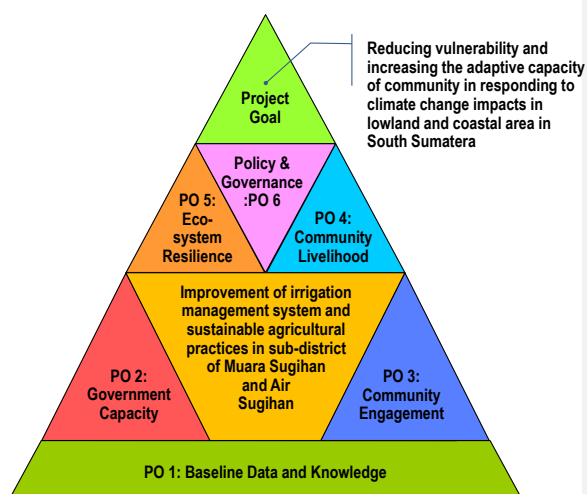 Reducing vulnerability and
increasing the adaptive capacity
of community in responding to
climate change impacts in
lowland and coastal area in
South Sumatera
Project
Goal
Policy &
Governance
:PO 6
PO 5:
Eco-
system
Resilience
PO 4:
Community
Livelihood
Improvement of irrigation
management system and
sustainable agricultural
practices in sub-district
of Muara Sugihan
and Air
Sugihan
PO 2:
Government
Capacity
PO 3:
Community
Engagement
PO 1: Baseline Data and Knowledge